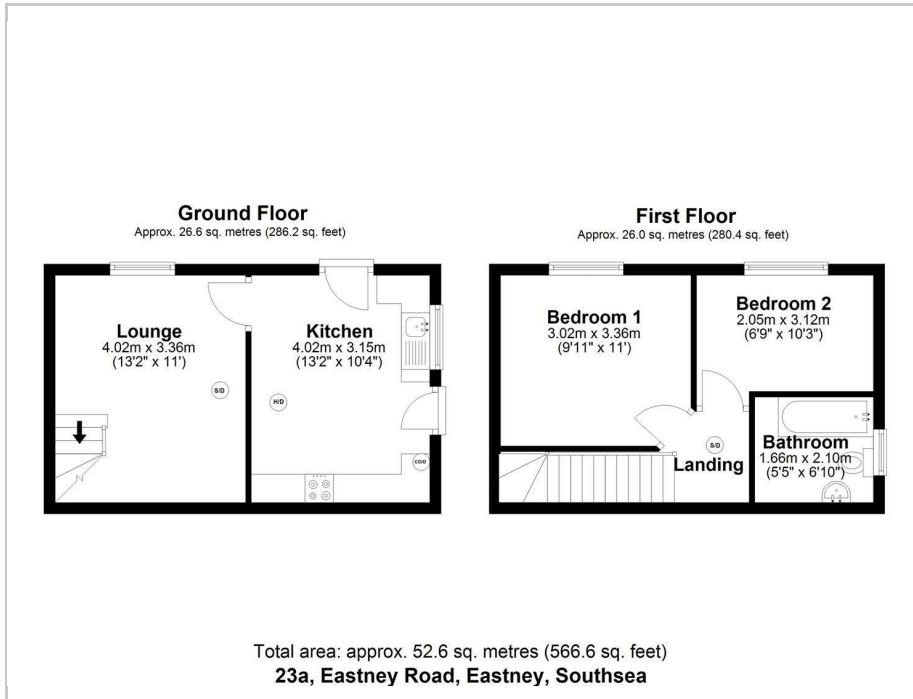 Ground Floor
Approx. 26.6 sq. metres (286.2 sq. feet)
Lounge
4.02m x 3.36m
(13'2" x 11')
S/D
Kitchen
4.02m x 3.15m
(13'2" x 10'4")
H/D
CO/D
First Floor
Approx. 26.0 sq. metres (280.4 sq. feet)
Bedroom 1
3.02m x 3.36m
(9'11" x 11')
Bedroom 2
2.05m x 3.12m
(6'9" x 10'3")
S/D
Landing
Bathroom
1.66m x 2.10m
(5'5" x 6'10")
Total area: approx. 52.6 sq. metres (566.6 sq. feet)
23a, Eastney Road, Eastney, Southsea